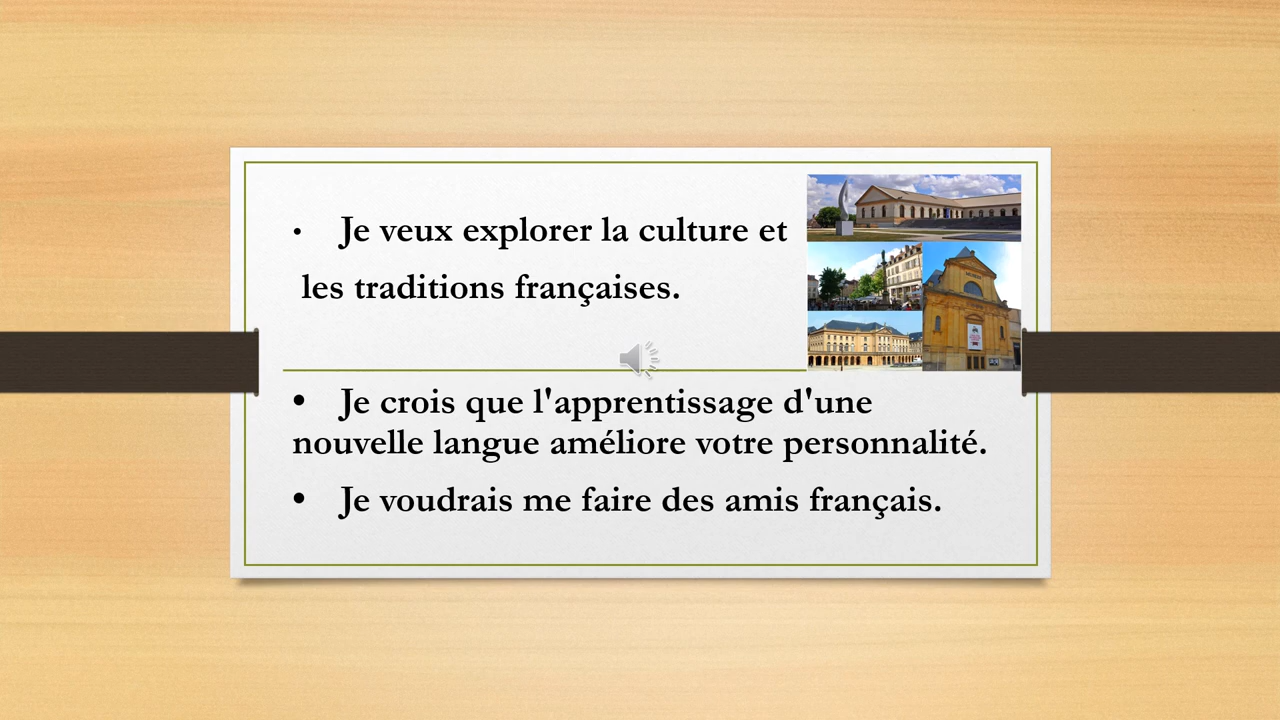 • Je veux explorer la culture et
les traditions françaises.
• Je crois que l'apprentissage d'une
nouvelle langue améliore votre personnalité.
• Je voudrais me faire des amis français.